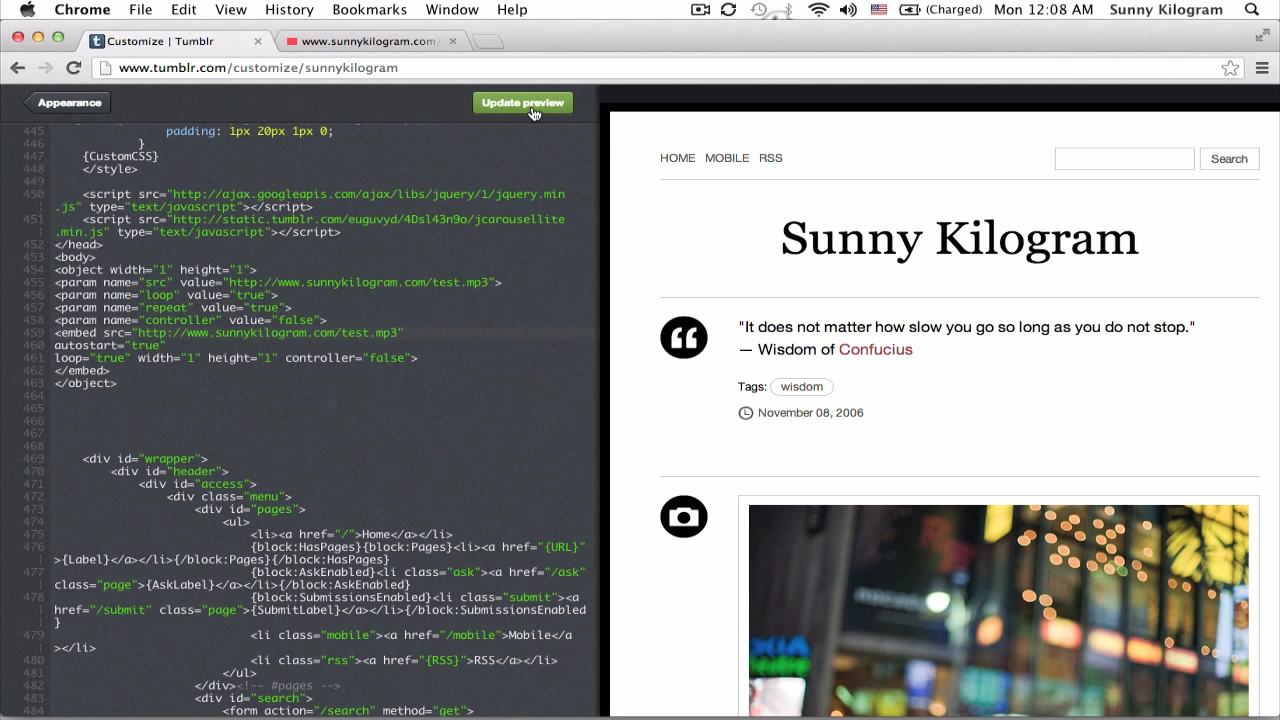 Chrome File Edit View History Bookmarks Window Help (Charged) Mon 12:08 AM Sunny Kilogram
Customize | Tumblr www.sunnykilogram.com/
www.tumblr.com/customize/sunnykilogram
Appearance Update preview
445 padding: 1px 20px 1px 0;
446 }
447 {CustomCSS}
448 </style>
449
450 <script src="http://ajax.googleapis.com/ajax/libs/jquery/1/jquery.min
.js" type="text/javascript"></script>
451 <script src="http://static.tumblr.com/euguvyd/4Dsl43n9o/jcarousellite
.min.js" type="text/javascript"></script>
452 </head>
453 <body>
454 <object width="1" height="1">
455 <param name="src" value="http://www.sunnykilogram.com/test.mp3">
456 <param name="loop" value="true">
457 <param name="repeat" value="true">
458 <param name="controller" value="false">
459 <embed src="http://www.sunnykilogram.com/test.mp3"
460 autostart="true"
461 loop="true" width="1" height="1" controller="false">
462 </embed>
463 </object>
464
465
466
467
468
469 <div id="wrapper">
470 <div id="header">
471 <div id="access">
472 <div class="menu">
473 <div id="pages">
474 <ul>
475 <li><a href="/">Home</a></li>
476 {block:HasPages}{block:Pages}<li><a href="{URL}"
>{Label}</a></li>{/block:Pages}{/block:HasPages}
477 {block:AskEnabled}<li class="ask"><a href="/ask"
class="page">{AskLabel}</a></li>{/block:AskEnabled}
478 {block:SubmissionsEnabled}<li class="submit"><a
href="/submit" class="page">{SubmitLabel}</a></li>{/block:SubmissionsEnabled
}
479 <li class="mobile"><a href="/mobile">Mobile</a
></li>
480 <li class="rss"><a href="{RSS}">RSS</a></li>
481 </ul>
482 </div><!-- #pages -->
483 <div id="search">
484 <form action="/search" method="get">
HOME MOBILE RSS Search
Sunny Kilogram
"It does not matter how slow you go so long as you do not stop."
— Wisdom of Confucius
Tags: wisdom
November 08, 2006
NOKIA